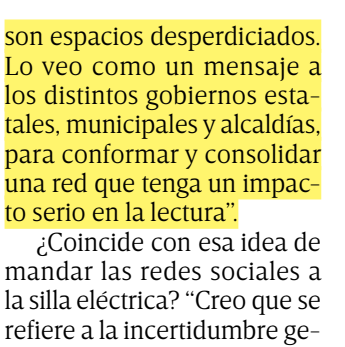 son espacios desperdiciados.
Lo veo como un mensaje a
los distintos gobiernos esta-
tales, municipales y alcaldías,
para conformar y consolidar
una red que tenga un impac-
to serio en la lectura”.
¿Coincide con esa idea de
mandar las redes sociales a
la silla eléctrica? “Creo que se
refiere a la incertidumbre ge-